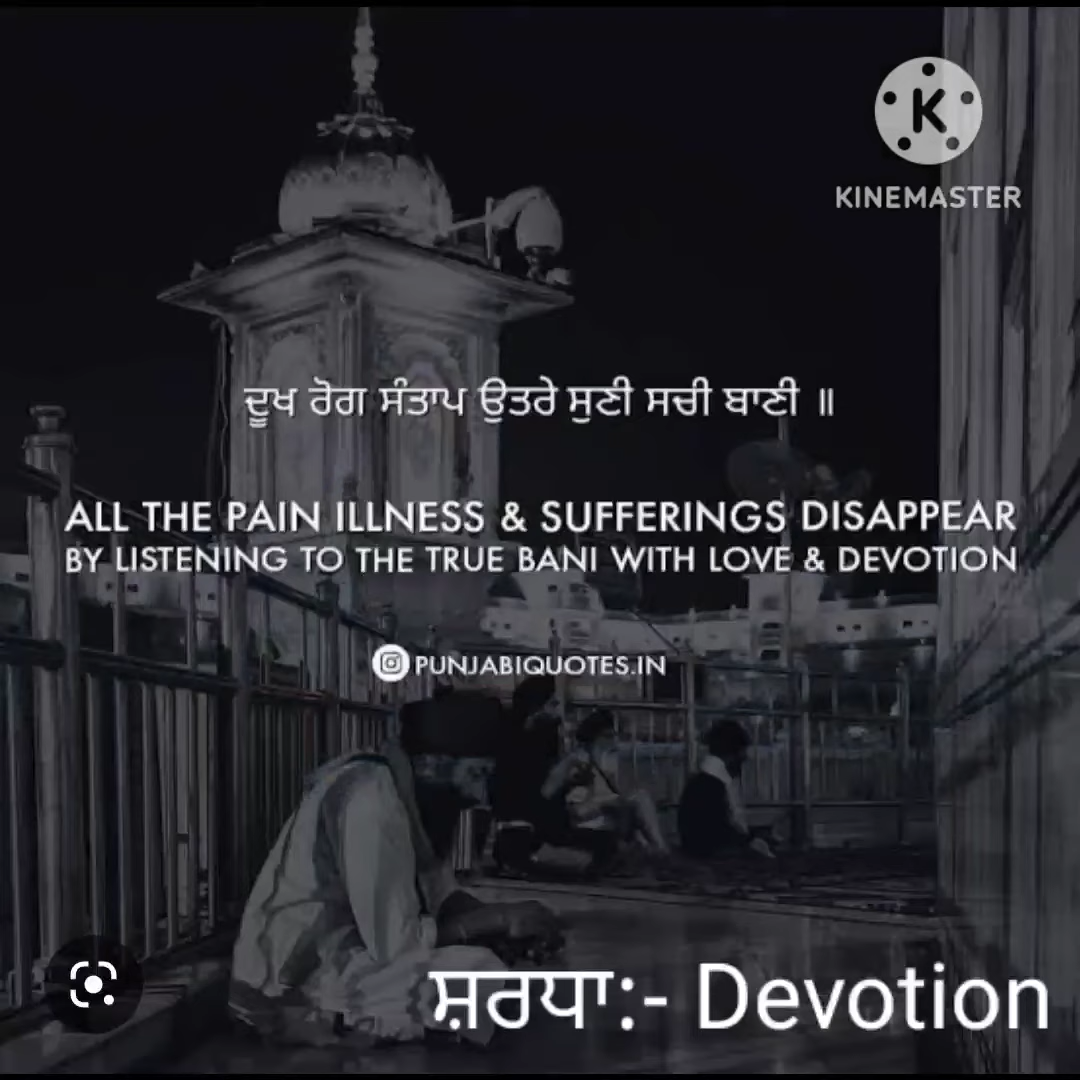 K
KINEMASTER
ਦੂਖ ਰੋਗ ਸੰਤਾਪ ਉਤਰੇ ਸੁਣੀ ਸਚੀ ਬਾਣੀ ॥
ALL THE PAIN ILLNESS & SUFFERINGS DISAPPEAR
BY LISTENING TO THE TRUE BANI WITH LOVE & DEVOTION
PUNJABIQUOTES.IN
ਸ਼ਰਧਾ:- Devotion